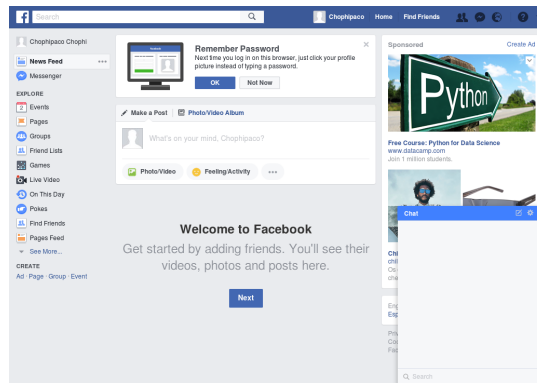 Search
Chophipaco
Home
Find Friends
Chophipaco Chophi
News Feed
Messenger
EXPLORE
Events
Pages
Groups
Friend Lists
Games
Live Video
On This Day
Pokes
Find Friends
Pages Feed
See More...
CREATE
Ad · Page · Group · Event
Remember Password
Next time you log in on this browser, just click your profile
picture instead of typing a password.
OK
Not Now
Make a Post
Photo/Video Album
What's on your mind, Chophipaco?
Photo/Video
Feeling/Activity
Welcome to Facebook
Get started by adding friends. You'll see their
videos, photos and posts here.
Next
Sponsored
Create Ad
Python
Free Course: Python for Data Science
www.datacamp.com
Join 1 million students.
Chat
Search